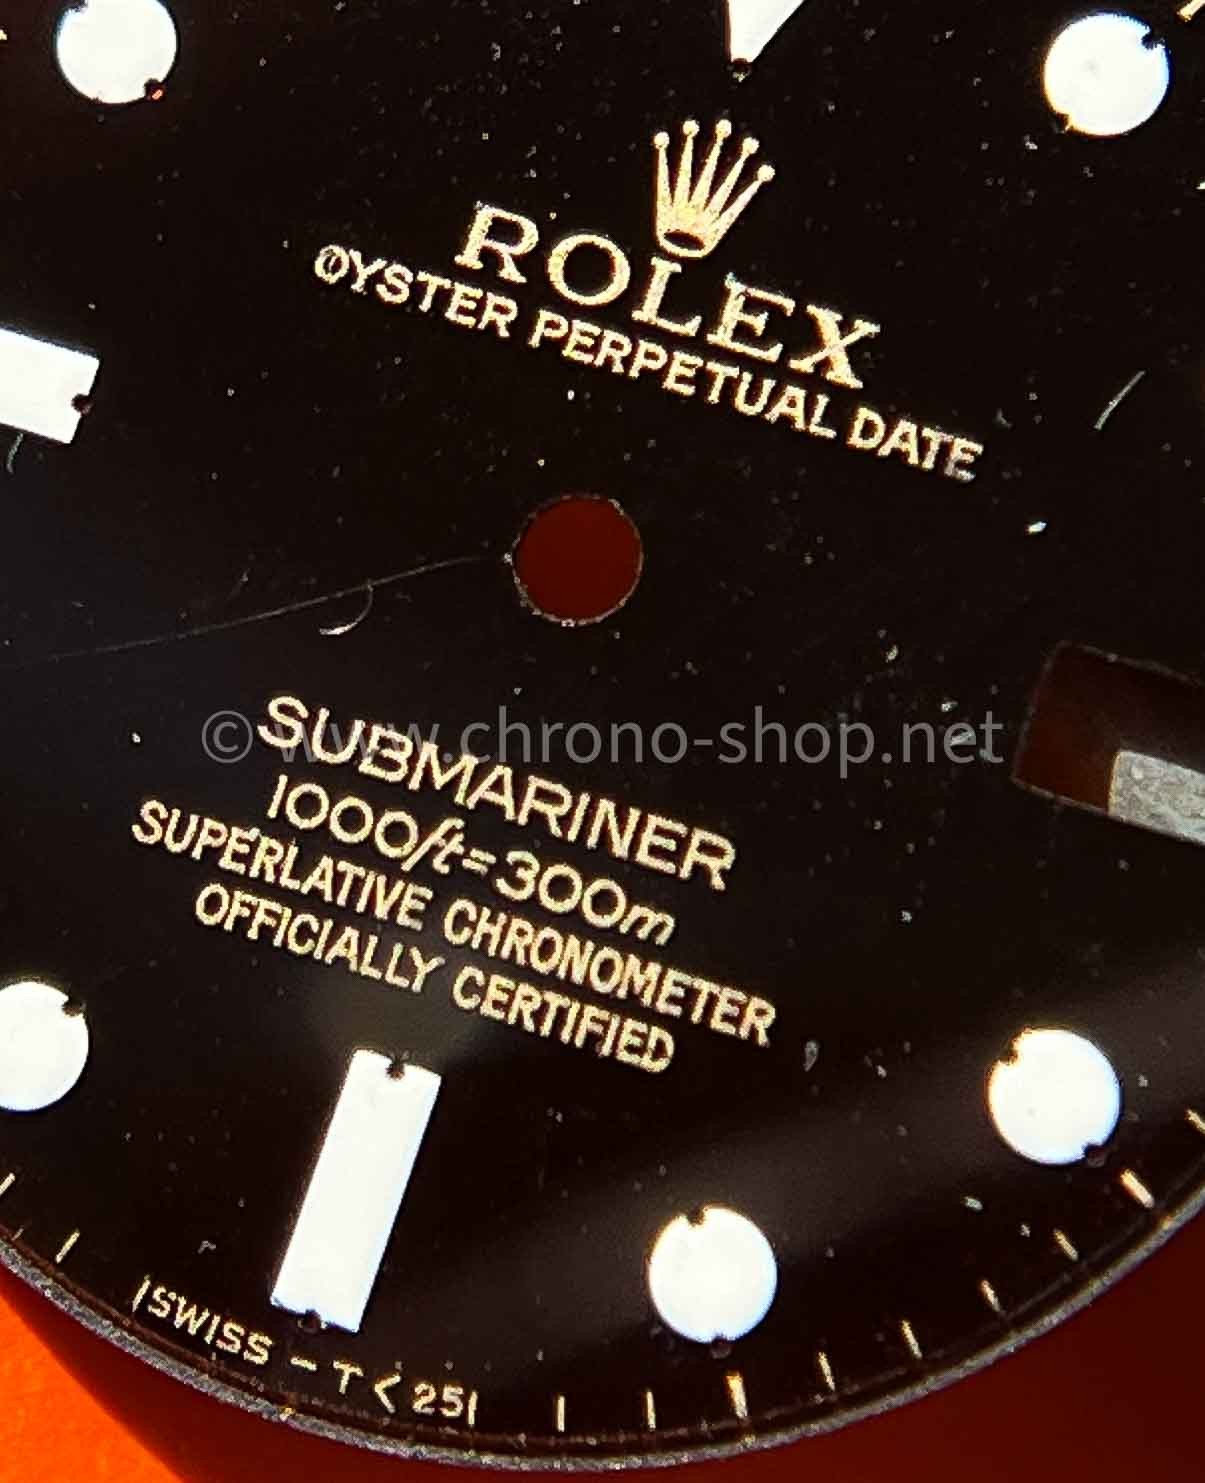 ROLEX
OYSTER PERPETUAL DATE
© www.chrono-shop.net
SUBMARINER
1000ft=300m
SUPERLATIVE CHRONOMETER
OFFICIALLY CERTIFIED
SWISS - T < 25